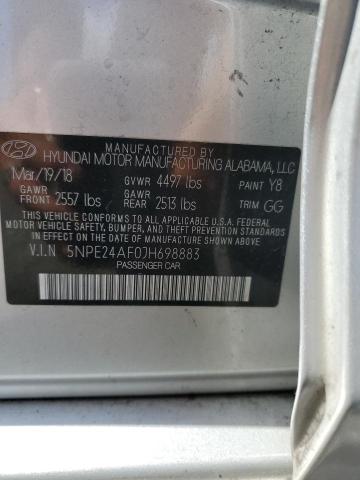 MANUFACTURED BY
HYUNDAI MOTOR MANUFACTURING ALABAMA, LLC
Mar/19/18 GVWR 4497 lbs PAINT Y8
GAWR FRONT 2557 lbs GAWR REAR 2513 lbs TRIM GG
THIS VEHICLE CONFORMS TO ALL APPLICABLE U.S.A. FEDERAL
MOTOR VEHICLE SAFETY, BUMPER, AND THEFT PREVENTION STANDARDS
IN EFFECT ON THE DATE OF MANUFACTURE SHOWN ABOVE.
V.I.N 5NPE24AF0JH698883
PASSENGER CAR